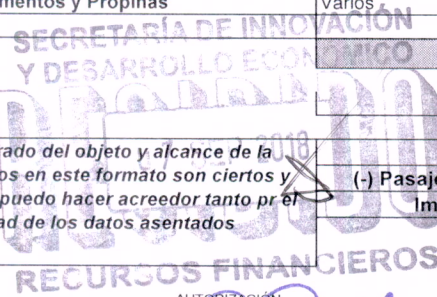 mentos y Propinas
Varios
SECRETARÍA DE INNOVACIÓN
Y DESARROLLO ECONÓMICO
2018
rado del objeto y alcance de la
os en este formato son ciertos y
puedo hacer acreedor tanto pr el
ad de los datos asentados
(-) Pasaje
Im
RECURSOS FINANCIEROS
AUTORIZACIÓN